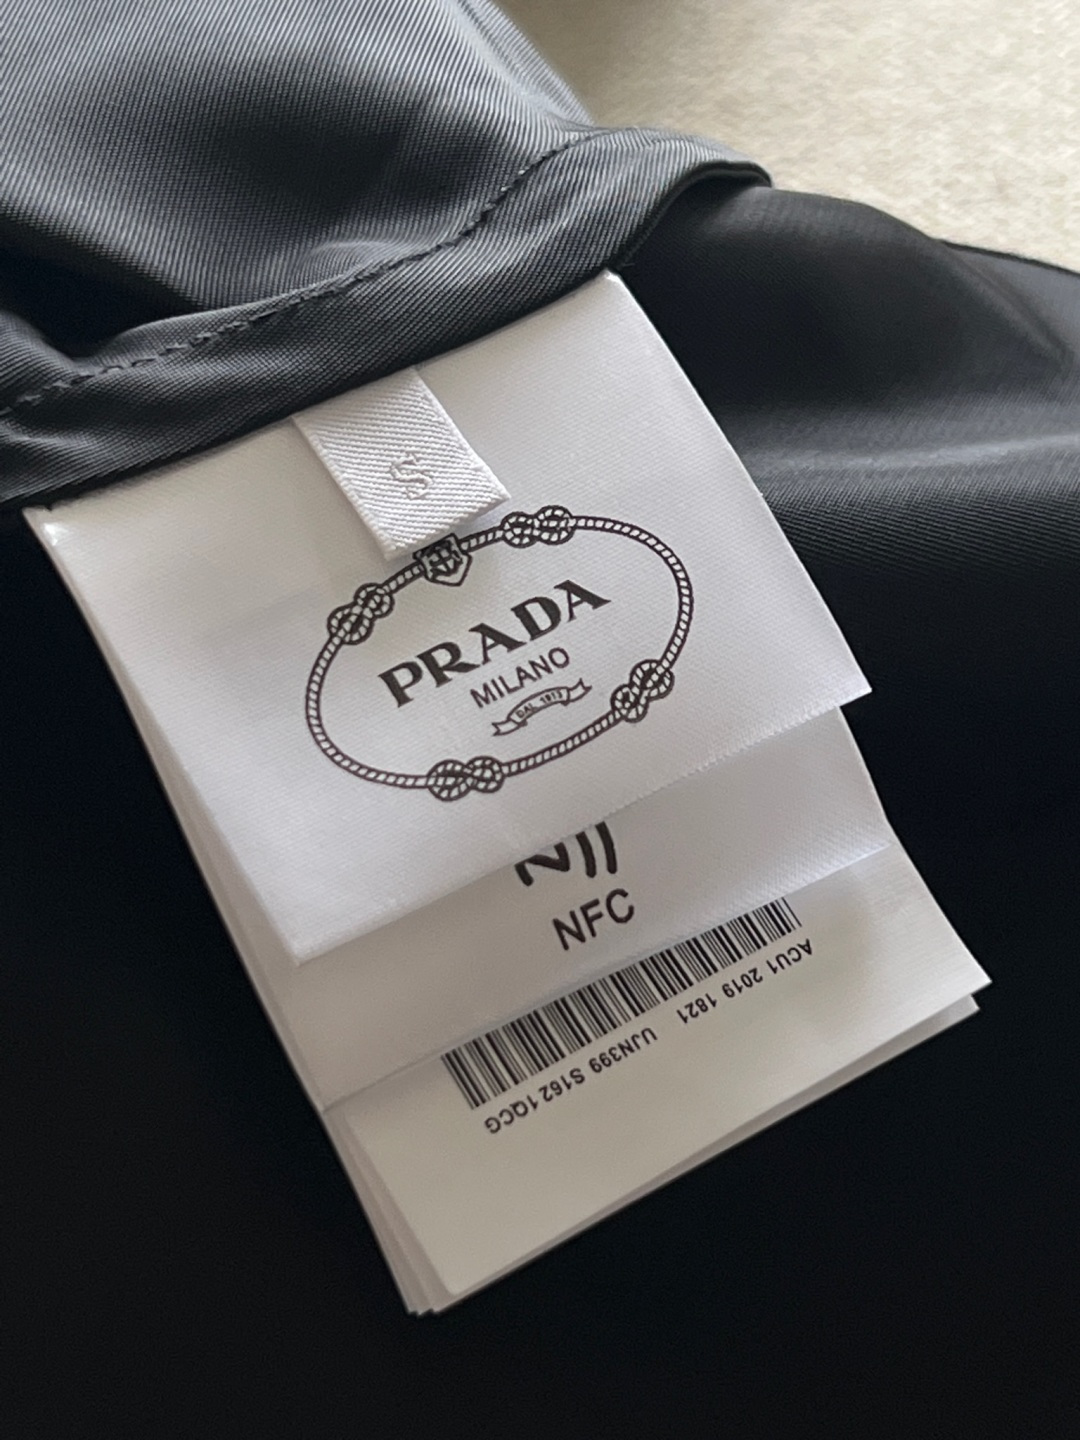 S
PRADA
MILANO
DAL 1913
N
NFC
ACU1 2019 1821
UJN399 S162 1QCG